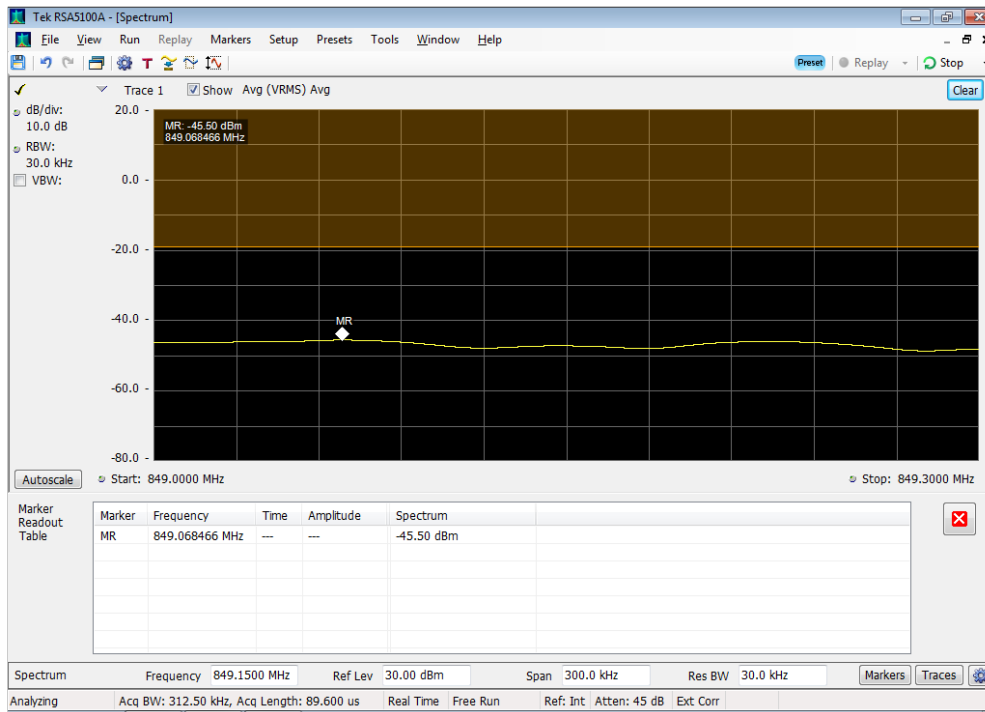 Tek RSA5100A - [Spectrum]
File View Run Replay Markers Setup Presets Tools Window Help
T Preset Replay Stop
Trace 1 Show Avg (VRMS) Avg Clear
dB/div:
10.0 dB
RBW:
30.0 kHz
VBW:
20.0
MR: -45.50 dBm
849.068466 MHz
0.0
-20.0
-40.0
MR
-60.0
-80.0
Autoscale Start: 849.0000 MHz Stop: 849.3000 MHz
Marker
Readout
Table
Marker Frequency Time Amplitude Spectrum
MR 849.068466 MHz --- --- -45.50 dBm
Spectrum Frequency 849.1500 MHz Ref Lev 30.00 dBm Span 300.0 kHz Res BW 30.0 kHz Markers Traces
Analyzing Acq BW: 312.50 kHz, Acq Length: 89.600 us Real Time Free Run Ref: Int Atten: 45 dB Ext Corr